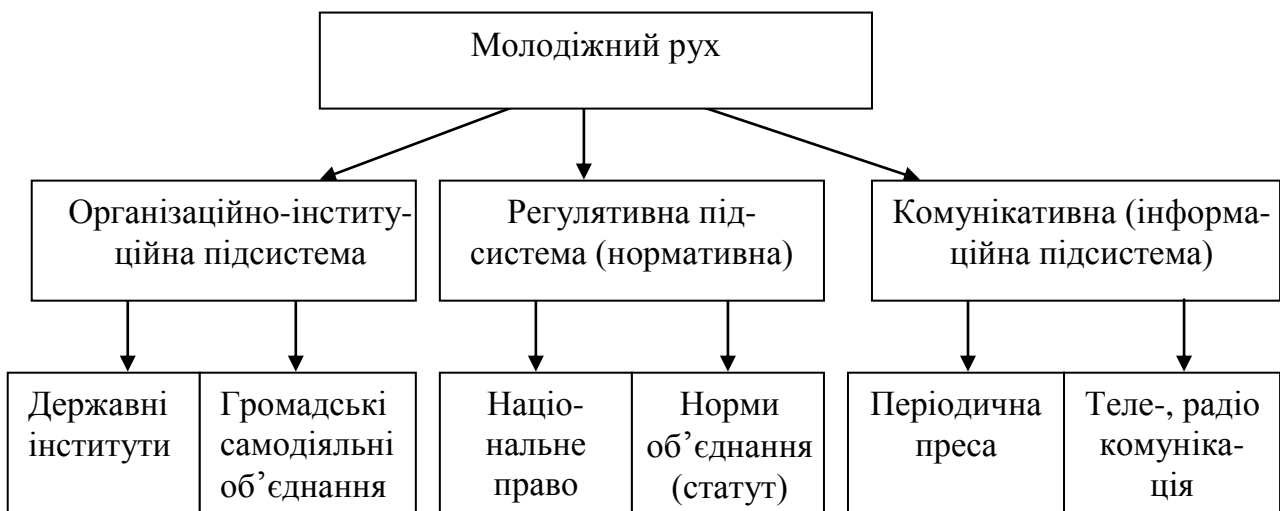 Молодіжний рух
Організаційно-інститу-
ційна підсистема
Регулятивна під-
система (нормативна)
Комунікативна (інформа-
ційна підсистема)
Державні
інститути
Громадські
самодіяльні
об’єднання
Націо-
нальне
право
Норми
об’єднання
(статут)
Періодична
преса
Теле-, радіо
комуніка-
ція